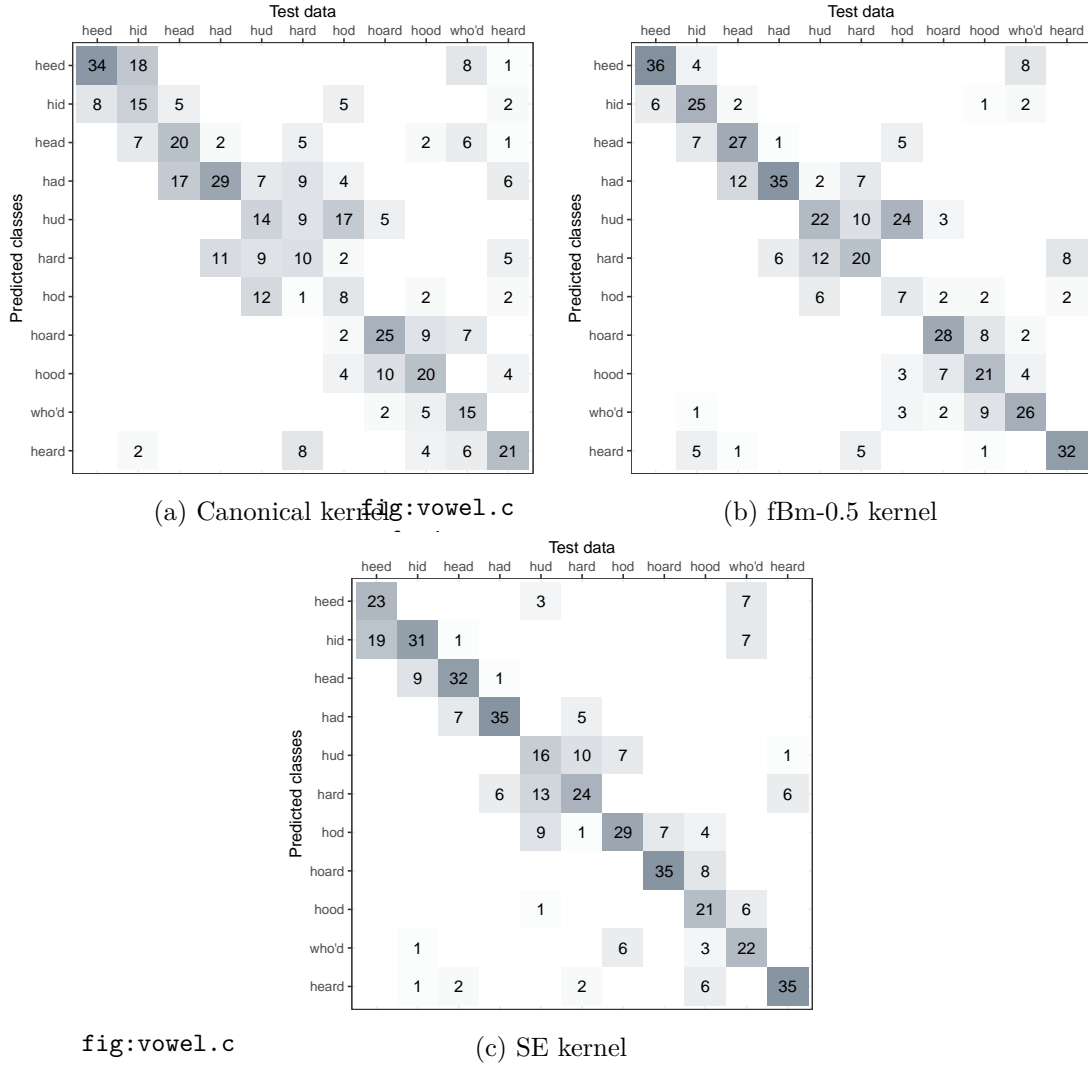 Test data
heed hid head had hud hard hod hoard hood who'd heard
Predicted classes
heed 34 18 8 1
hid 8 15 5 5 2
head 7 20 2 5 2 6 1
had 17 29 7 9 4 6
hud 14 9 17 5
hard 11 9 10 2 5
hod 12 1 8 2 2
hoard 2 25 9 7
hood 4 10 20 4
who'd 2 5 15
heard 2 8 4 6 21
(a) Canonical kernel
fig:vowel.c
Test data
heed hid head had hud hard hod hoard hood who'd heard
Predicted classes
heed 36 4 8
hid 6 25 2 1 2
head 7 27 1 5
had 12 35 2 7
hud 22 10 24 3
hard 6 12 20 8
hod 6 7 2 2 2
hoard 28 8 2
hood 3 7 21 4
who'd 1 3 2 9 26
heard 5 1 5 1 32
(b) fBm-0.5 kernel
Test data
heed hid head had hud hard hod hoard hood who'd heard
Predicted classes
heed 23 3 7
hid 19 31 1 7
head 9 32 1
had 7 35 5
hud 16 10 7 1
hard 6 13 24 6
hod 9 1 29 7 4
hoard 35 8
hood 1 21 6
who'd 1 6 3 22
heard 1 2 2 6 35
fig:vowel.c
(c) SE kernel